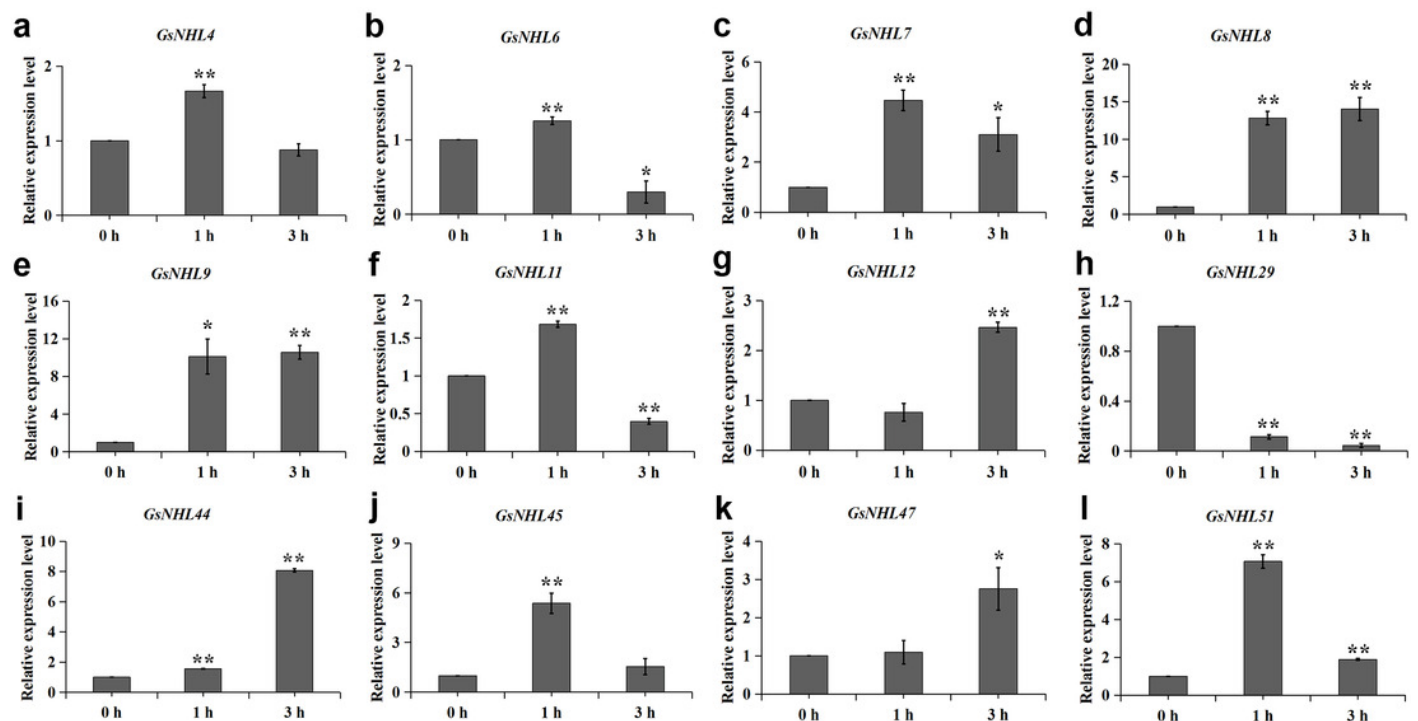 a
GsNHL4
Relative expression level
2
**
1
0
0 h
1 h
3 h
b
GsNHL6
Relative expression level
2
**
1
*
0
0 h
1 h
3 h
c
GsNHL7
Relative expression level
6
**
4
*
2
0
0 h
1 h
3 h
d
GsNHL8
Relative expression level
20
**
**
15
10
5
0
0 h
1 h
3 h
e
GsNHL9
Relative expression level
16
*
**
12
8
4
0
0 h
1 h
3 h
f
GsNHL11
Relative expression level
2
**
1.5
1
**
0.5
0
0 h
1 h
3 h
g
GsNHL12
Relative expression level
3
**
2
1
0
0 h
1 h
3 h
h
GsNHL29
Relative expression level
1.2
0.8
0.4
**
**
0
0 h
1 h
3 h
i
GsNHL44
Relative expression level
10
**
8
6
4
**
2
0
0 h
1 h
3 h
j
GsNHL45
Relative expression level
9
**
6
3
0
0 h
1 h
3 h
k
GsNHL47
Relative expression level
4
*
3
2
1
0
0 h
1 h
3 h
l
GsNHL51
Relative expression level
8
**
6
4
**
2
0
0 h
1 h
3 h